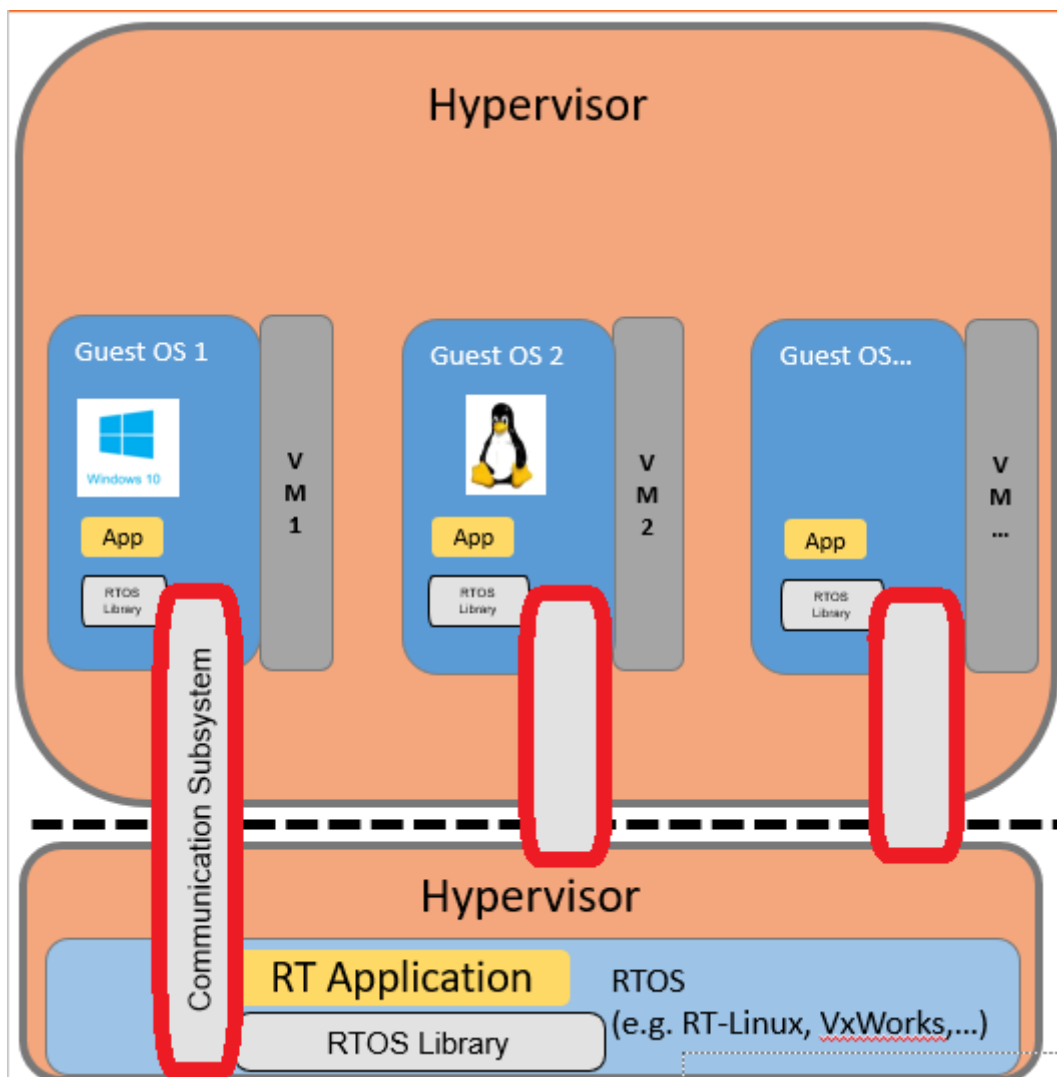 Hypervisor
Guest OS 1
Windows 10
App
RTOS
Library
V
M
1
Guest OS 2
App
RTOS
Library
V
M
2
Guest OS...
App
RTOS
Library
V
M
...
Communication Subsystem
Hypervisor
RT Application
RTOS Library
RTOS
(e.g. RT-Linux, VxWorks,...)